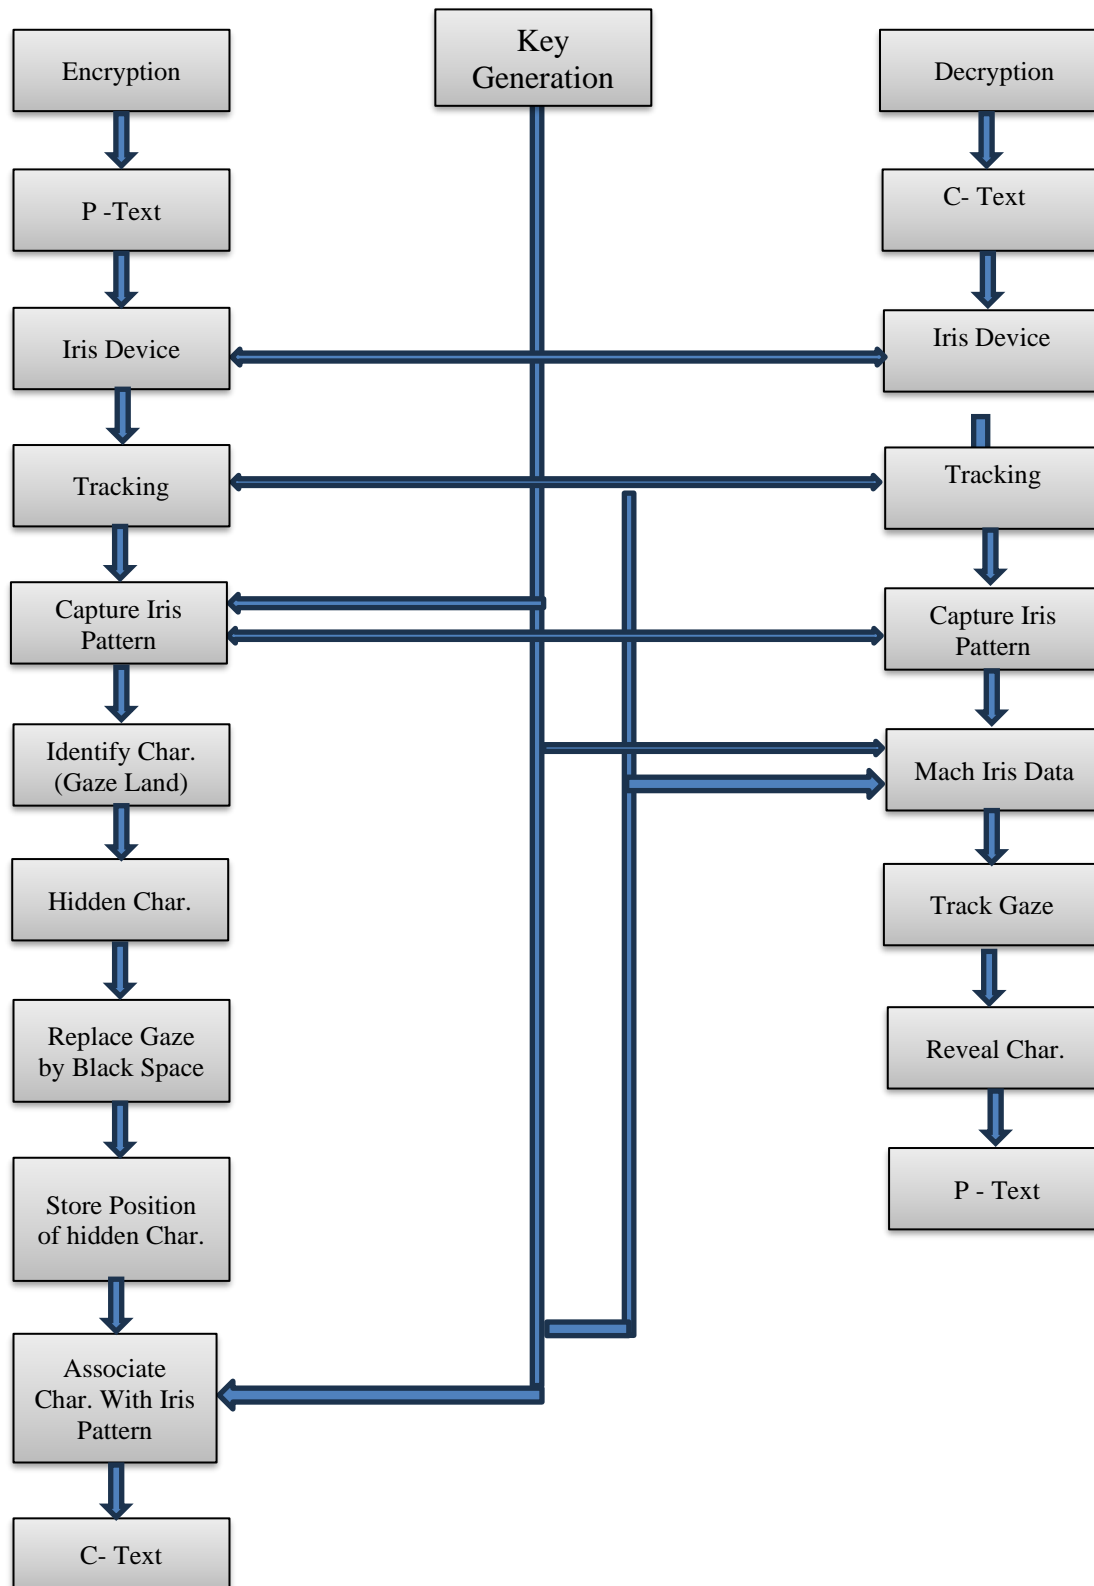 Encryption
P -Text
Iris Device
Tracking
Capture Iris
Pattern
Identify Char.
(Gaze Land)
Hidden Char.
Replace Gaze
by Black Space
Store Position
of hidden Char.
Associate
Char. With Iris
Pattern
C- Text
Key
Generation
Decryption
C- Text
Iris Device
Tracking
Capture Iris
Pattern
Mach Iris Data
Track Gaze
Reveal Char.
P - Text